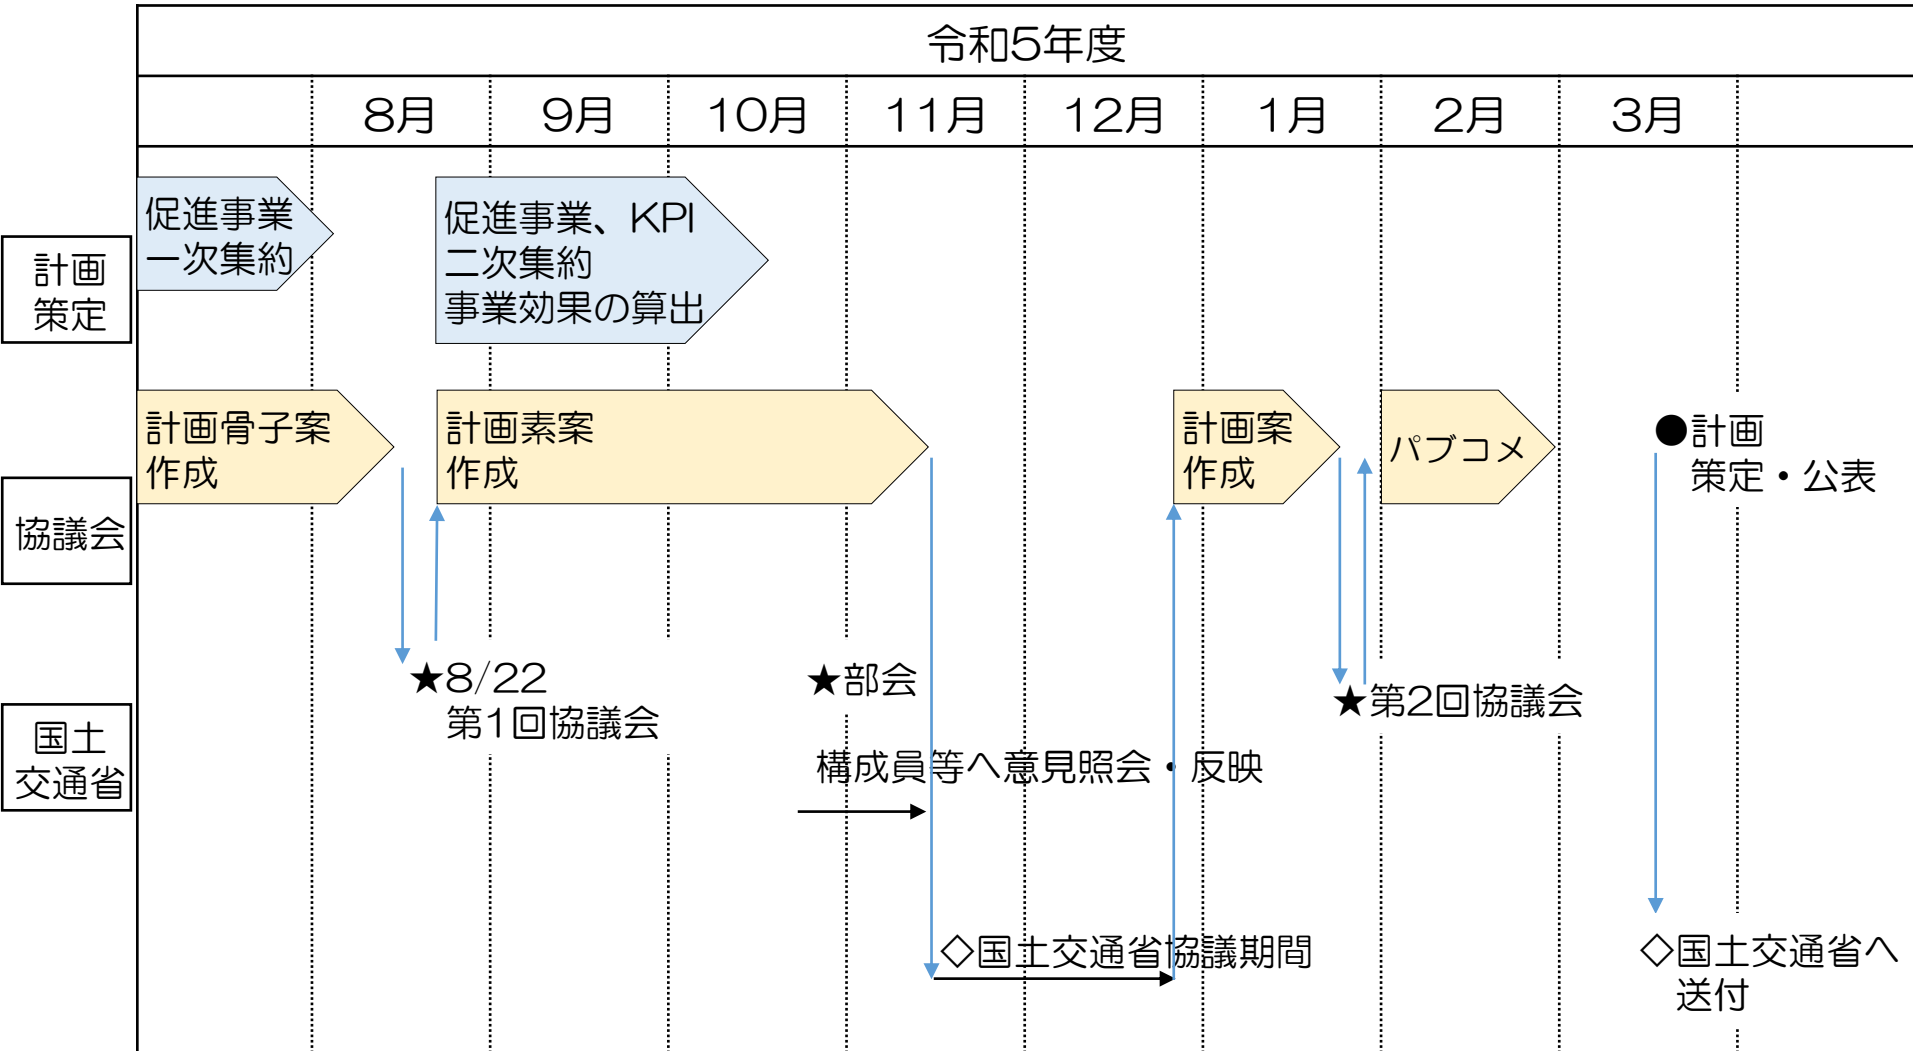 令和5年度
8月
9月
10月
11月
12月
1月
2月
3月
計画
策定
促進事業
一次集約
促進事業、KPI
二次集約
事業効果の算出
計画骨子案
作成
計画素案
作成
計画案
作成
パブコメ
●計画
策定・公表
協議会
★8/22
第1回協議会
★部会
★第2回協議会
国土
交通省
構成員等へ意見照会・反映
◇国土交通省協議期間
◇国土交通省へ
送付